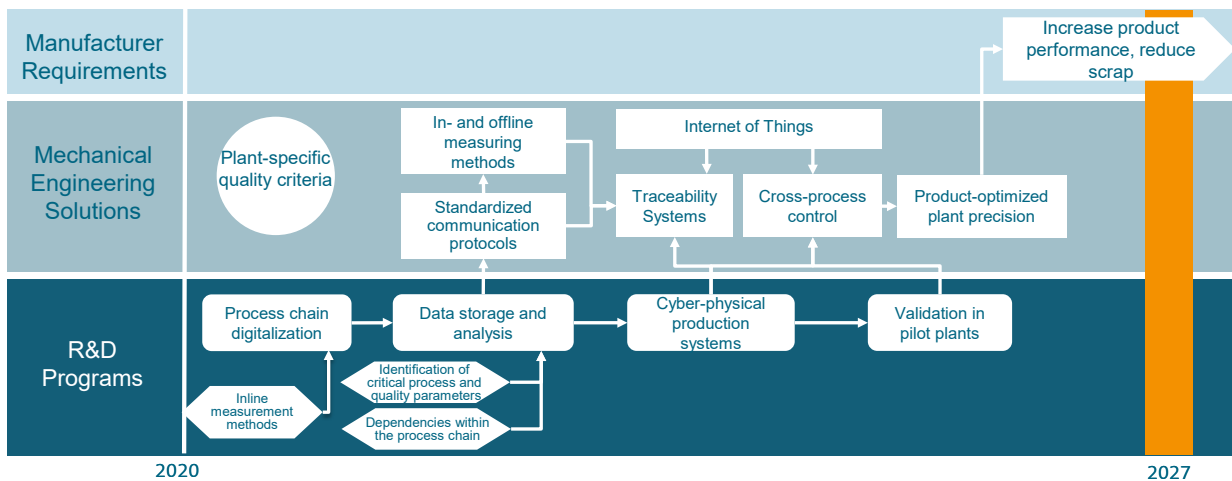 Manufacturer
Requirements
Increase product
performance, reduce
scrap
Mechanical
Engineering
Solutions
Plant-specific
quality criteria
In- and offline
measuring
methods
Standardized
communication
protocols
Internet of Things
Traceability
Systems
Cross-process
control
Product-optimized
plant precision
R&D
Programs
Process chain
digitalization
Data storage and
analysis
Cyber-physical
production
systems
Validation in
pilot plants
Inline
measurement
methods
Identification of
critical process and
quality parameters
Dependencies within
the process chain
2020
2027